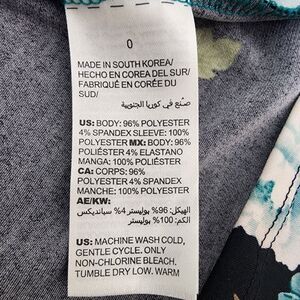 0
MADE IN SOUTH KOREA/
HECHO EN COREA DEL SUR/
FABRIQUÉ EN CORÉE DU
SUD/
صنع في كوريا الجنوبية
US: BODY: 96% POLYESTER
4% SPANDEX SLEEVE: 100%
POLYESTER MX: BODY: 96%
POLIÉSTER 4% ELASTANO
MANGA: 100% POLIÉSTER
CA: CORPS: 96%
POLYESTER 4% SPANDEX
MANCHE: 100% POLYESTER
AE/KW:
الهيكل: 96% بوليستر 4% سبانديكس
الكم: 100% بوليستر
US: MACHINE WASH COLD,
GENTLE CYCLE. ONLY
NON-CHLORINE BLEACH.
TUMBLE DRY LOW. WARM